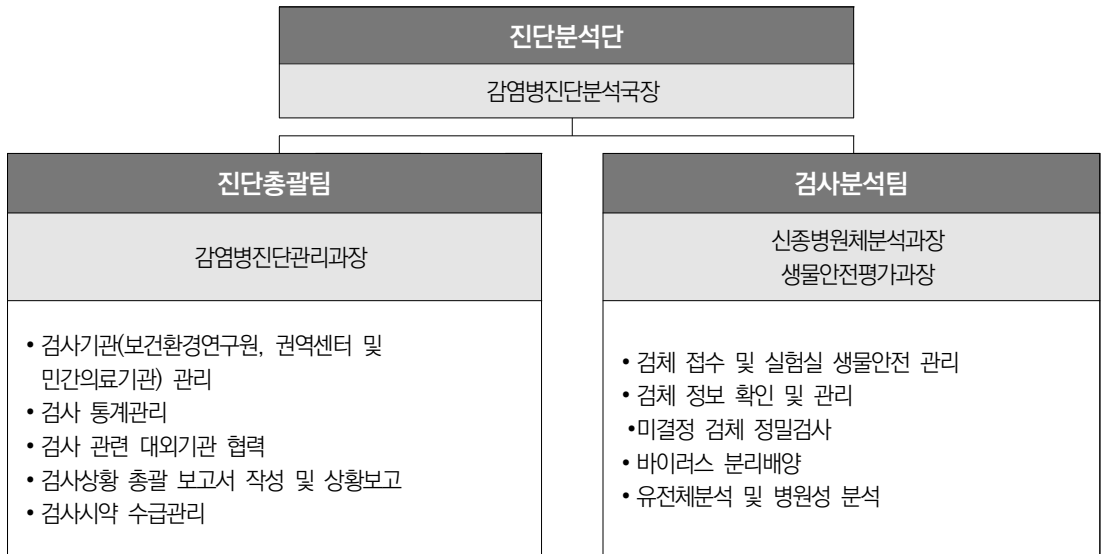 진단분석단
감염병진단분석국장
진단총괄팀
감염병진단관리과장
• 검사기관(보건환경연구원, 권역센터 및
민간의료기관) 관리
• 검사 통계관리
• 검사 관련 대외기관 협력
• 검사상황 총괄 보고서 작성 및 상황보고
• 검사시약 수급관리
검사분석팀
신종병원체분석과장
생물안전평가과장
• 검체 접수 및 실험실 생물안전 관리
• 검체 정보 확인 및 관리
•미결정 검체 정밀검사
• 바이러스 분리배양
• 유전체분석 및 병원성 분석